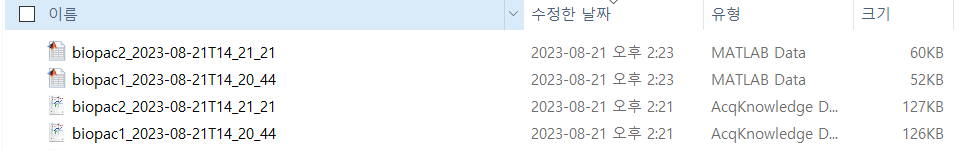 이름 수정한 날짜 유형 크기
biopac2_2023-08-21T14_21_21 2023-08-21 오후 2:23 MATLAB Data 60KB
biopac1_2023-08-21T14_20_44 2023-08-21 오후 2:23 MATLAB Data 52KB
biopac2_2023-08-21T14_21_21 2023-08-21 오후 2:21 AcqKnowledge D... 127KB
biopac1_2023-08-21T14_20_44 2023-08-21 오후 2:21 AcqKnowledge D... 126KB